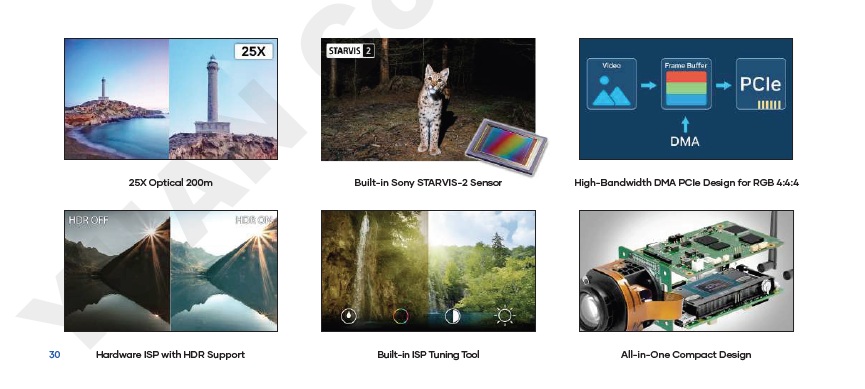 25X
STARVIS 2
Video
Frame Buffer
PCIe
DMA
25X Optical 200m
Built-in Sony STARVIS-2 Sensor
High-Bandwidth DMA PCIe Design for RGB 4:4:4
HDR OFF
HDR ON
30
Hardware ISP with HDR Support
Built-in ISP Tuning Tool
All-in-One Compact Design